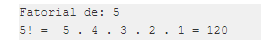 Fatorial de: 5
5! =  5 . 4 . 3 . 2 . 1 = 120